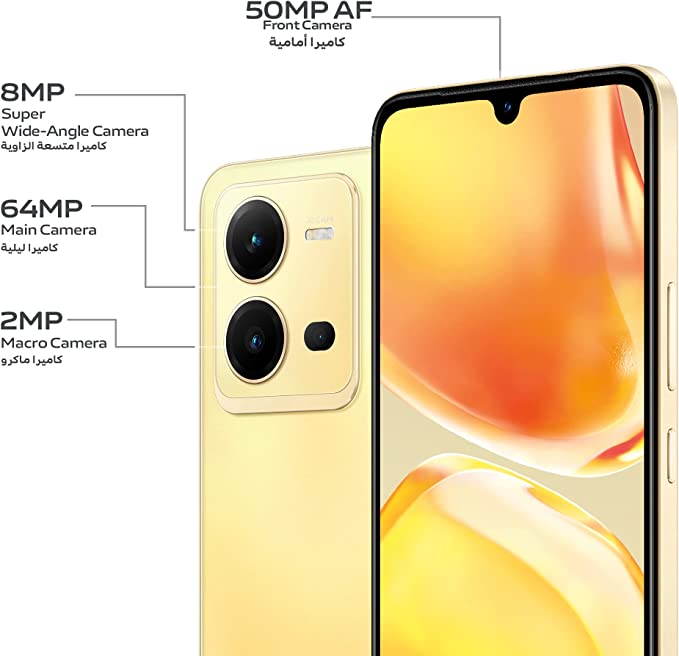 50MP AF
Front Camera
كاميرا أمامية
8MP
Super
Wide-Angle Camera
كاميرا متسعة الزاوية
64MP
Main Camera
كاميرا ليلية
2MP
Macro Camera
كاميرا ماكرو